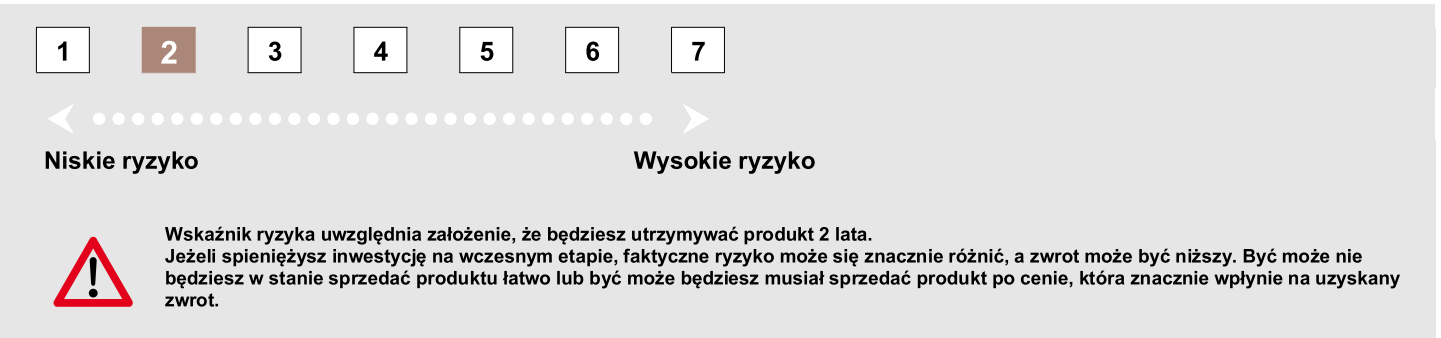 1 2 3 4 5 6 7
Niskie ryzyko Wysokie ryzyko
Wskaźnik ryzyka uwzględnia założenie, że będziesz utrzymywać produkt 2 lata.
Jeżeli spieniężysz inwestycję na wczesnym etapie, faktyczne ryzyko może się znacznie różnić, a zwrot może być niższy. Być może nie
będziesz w stanie sprzedać produktu łatwo lub być może będziesz musiał sprzedać produkt po cenie, która znacznie wpłynie na uzyskany
zwrot.